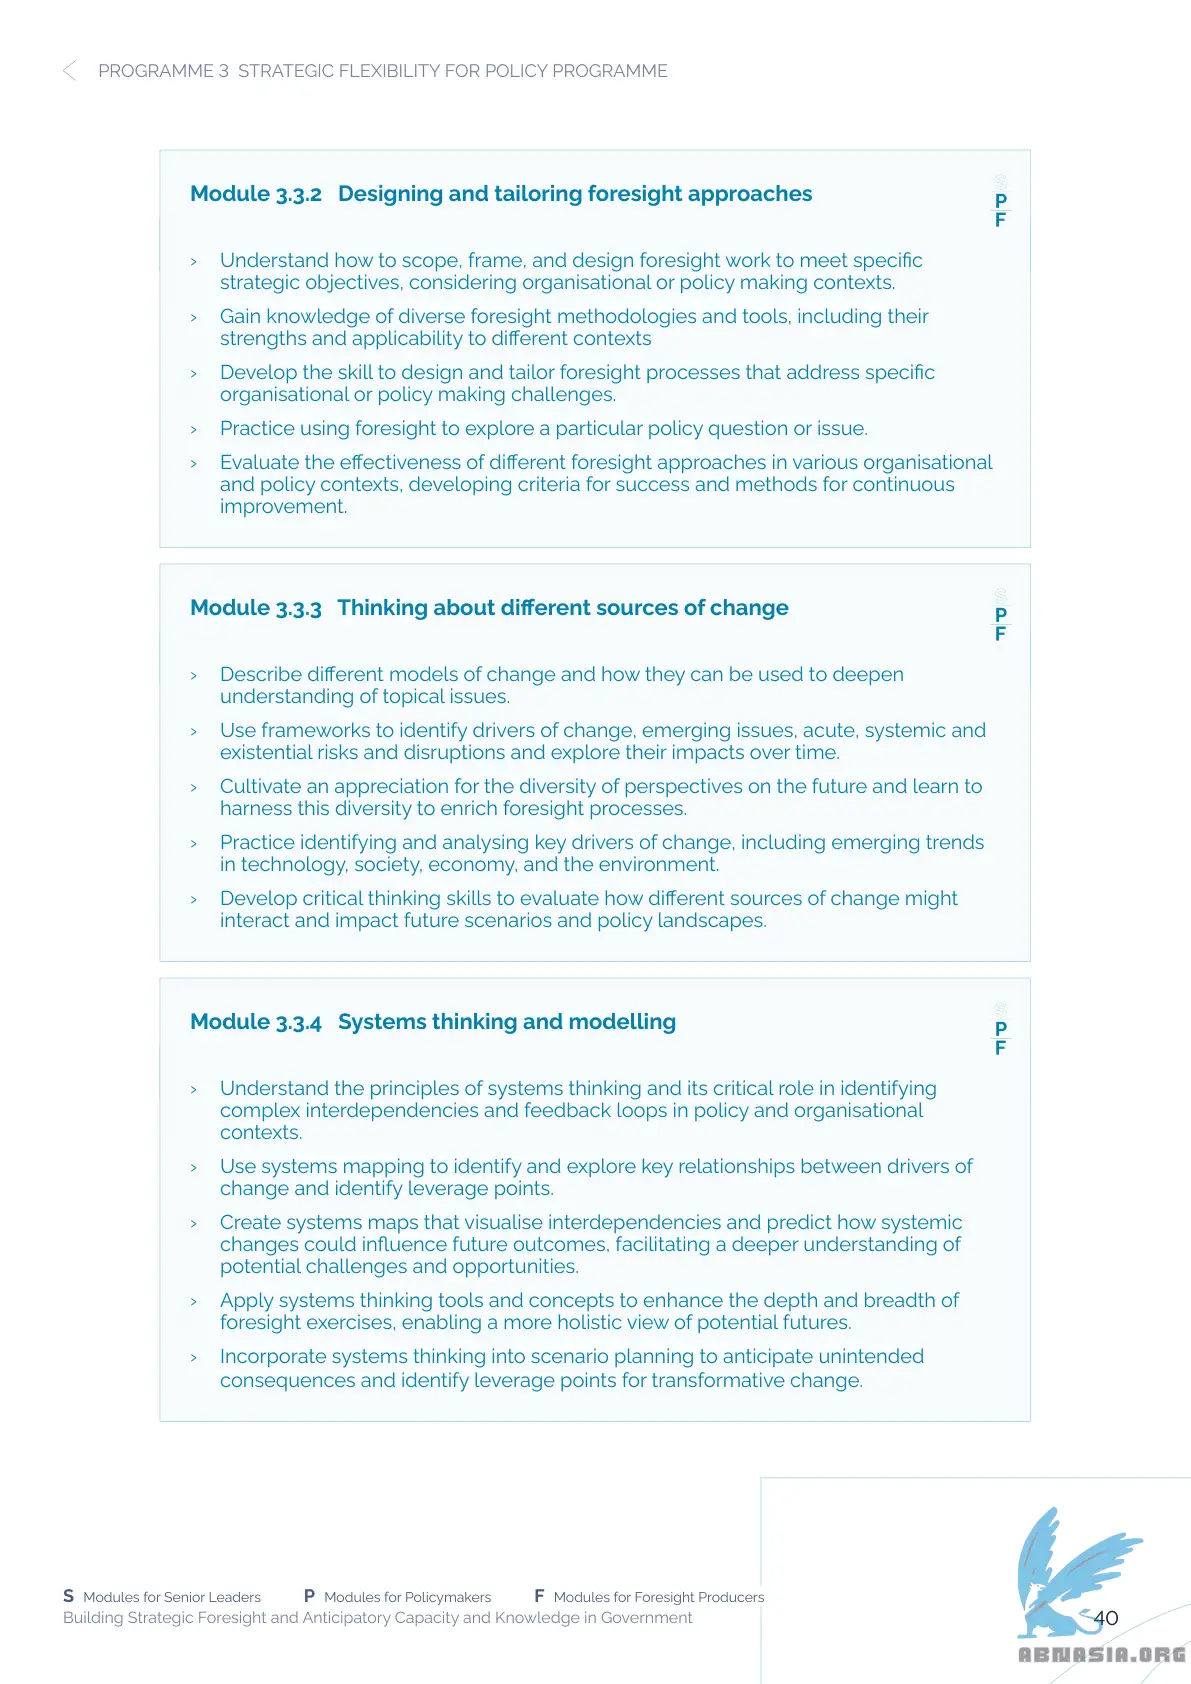 PROGRAMME 3 STRATEGIC FLEXIBILITY FOR POLICY PROGRAMME
Module 3.3.2 Designing and tailoring foresight approaches
S
P
F
› Understand how to scope, frame, and design foresight work to meet specific
strategic objectives, considering organisational or policy making contexts.
› Gain knowledge of diverse foresight methodologies and tools, including their
strengths and applicability to different contexts
› Develop the skill to design and tailor foresight processes that address specific
organisational or policy making challenges.
› Practice using foresight to explore a particular policy question or issue.
› Evaluate the effectiveness of different foresight approaches in various organisational
and policy contexts, developing criteria for success and methods for continuous
improvement.
Module 3.3.3 Thinking about different sources of change
S
P
F
› Describe different models of change and how they can be used to deepen
understanding of topical issues.
› Use frameworks to identify drivers of change, emerging issues, acute, systemic and
existential risks and disruptions and explore their impacts over time.
› Cultivate an appreciation for the diversity of perspectives on the future and learn to
harness this diversity to enrich foresight processes.
› Practice identifying and analysing key drivers of change, including emerging trends
in technology, society, economy, and the environment.
› Develop critical thinking skills to evaluate how different sources of change might
interact and impact future scenarios and policy landscapes.
Module 3.3.4 Systems thinking and modelling
S
P
F
› Understand the principles of systems thinking and its critical role in identifying
complex interdependencies and feedback loops in policy and organisational
contexts.
› Use systems mapping to identify and explore key relationships between drivers of
change and identify leverage points.
› Create systems maps that visualise interdependencies and predict how systemic
changes could influence future outcomes, facilitating a deeper understanding of
potential challenges and opportunities.
› Apply systems thinking tools and concepts to enhance the depth and breadth of
foresight exercises, enabling a more holistic view of potential futures.
› Incorporate systems thinking into scenario planning to anticipate unintended
consequences and identify leverage points for transformative change.
S Modules for Senior Leaders P Modules for Policymakers F Modules for Foresight Producers
Building Strategic Foresight and Anticipatory Capacity and Knowledge in Government
40
ABNASIA.ORG